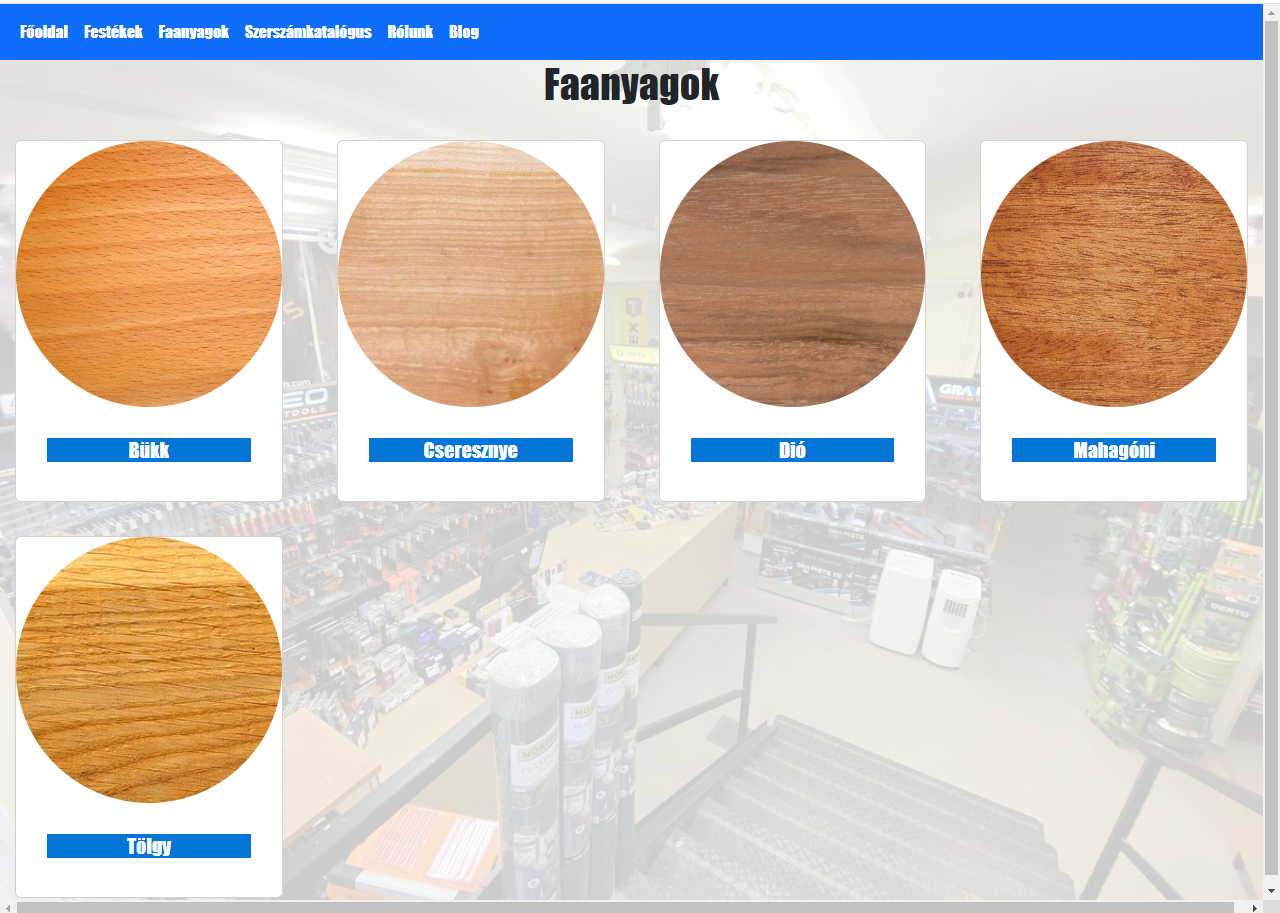 Főoldal Festékek Faanyagok Szerszámkatalógus Rólunk Blog
Faanyagok
Bükk Cseresznye Dió Mahagóni
Tölgy